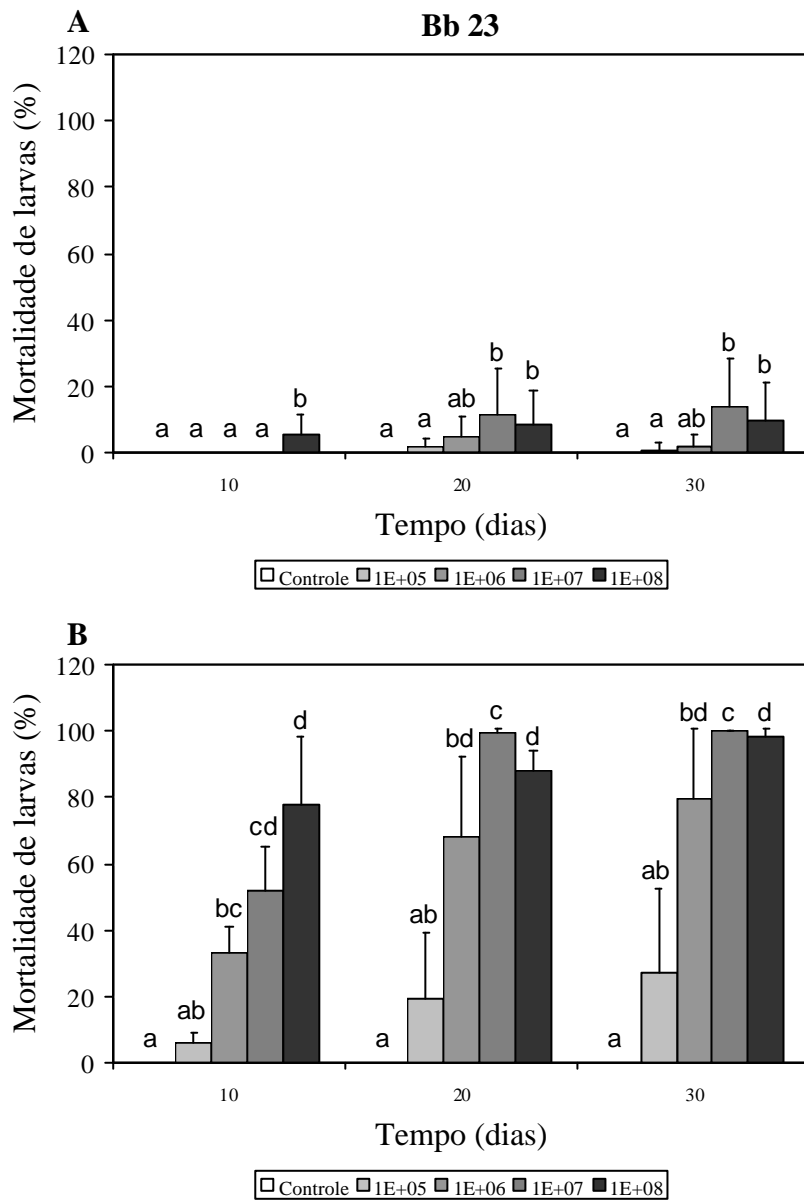 A
Bb 23
Mortalidade de larvas (%)
120
100
80
60
40
20
0
a a a a b
a a ab b b
a a ab b b
10 20 30
Tempo (dias)
Controle 1E+05 1E+06 1E+07 1E+08
B
Mortalidade de larvas (%)
120
100
80
60
40
20
0
a ab bc cd d
a ab bd c d
a ab bd c d
10 20 30
Tempo (dias)
Controle 1E+05 1E+06 1E+07 1E+08